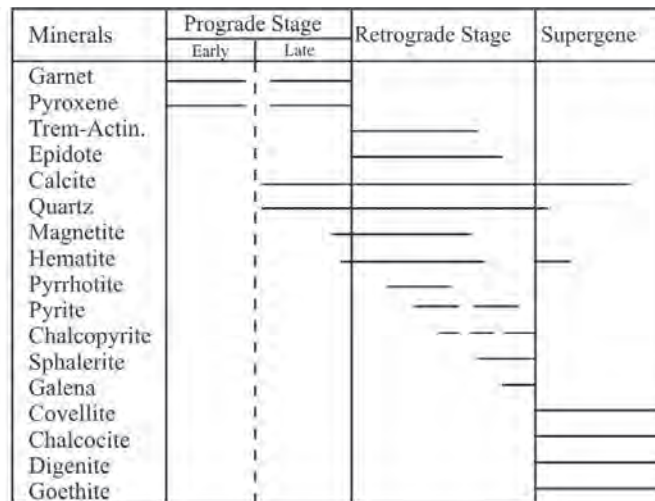 Minerals
Prograde Stage
Early
Late
Retrograde Stage
Supergene
Garnet
Pyroxene
Trem-Actin.
Epidote
Calcite
Quartz
Magnetite
Hematite
Pyrrhotite
Pyrite
Chalcopyrite
Sphalerite
Galena
Covellite
Chalcocite
Digenite
Goethite